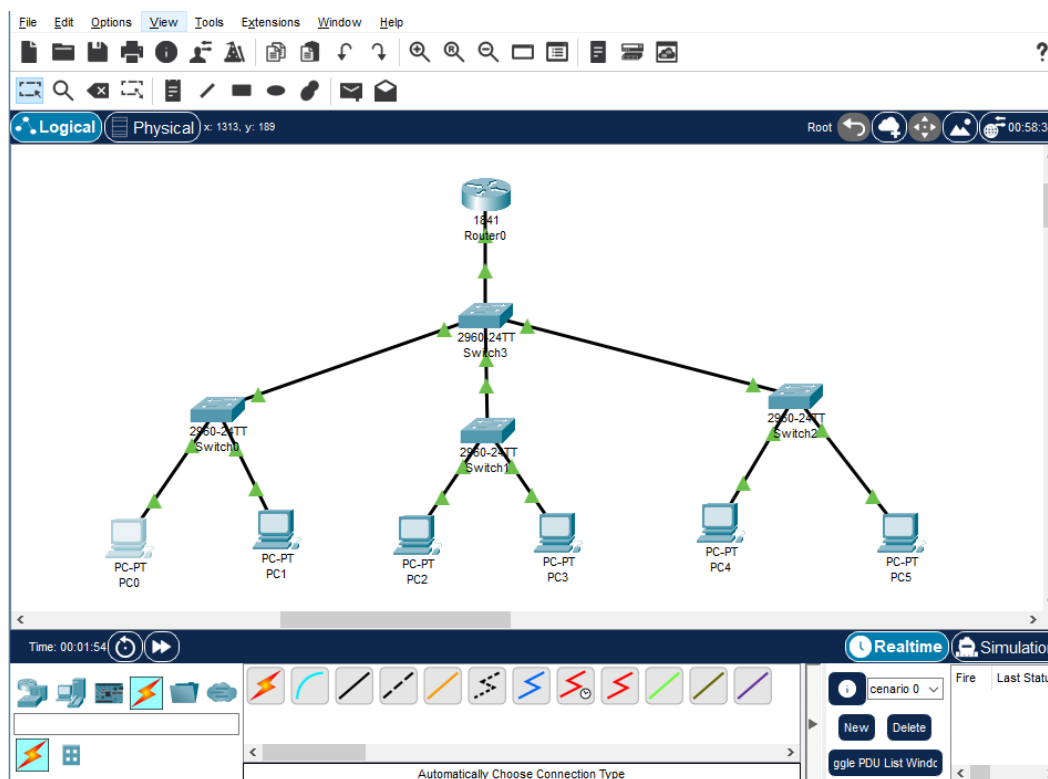 File Edit Options View Tools Extensions Window Help
?
Logical Physical x: 1313, y: 189 Root 00:58:3
1841
Router0
2960-24TT
Switch3
2960-24TT
Switch0
2960-24TT
Switch1
2960-24TT
Switch2
PC-PT
PC0
PC-PT
PC1
PC-PT
PC2
PC-PT
PC3
PC-PT
PC4
PC-PT
PC5
Time: 00:01:54 Realtime Simulation
cenario 0 Fire Last Statu
New Delete
ggle PDU List Windo
Automatically Choose Connection Type